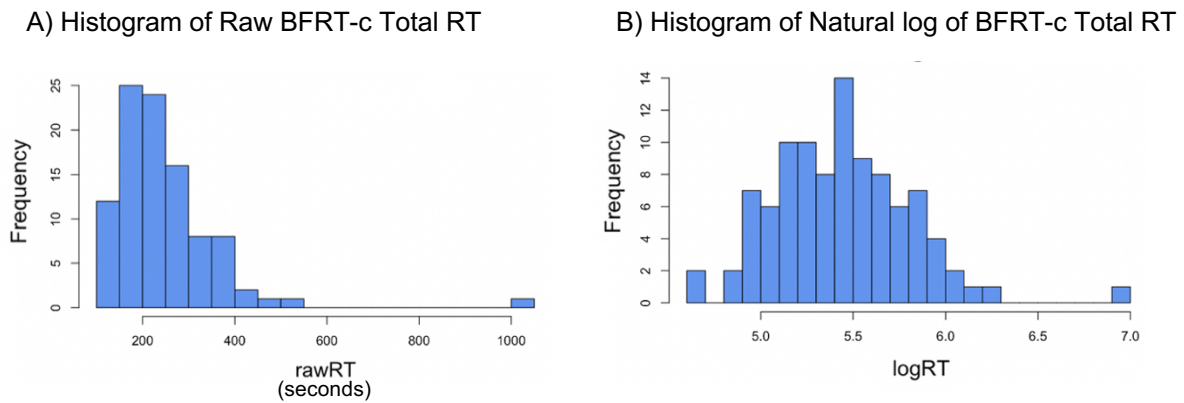 A) Histogram of Raw BFRT-c Total RT
25
20
15
10
5
0
Frequency
200 400 600 800 1000
rawRT
(seconds)
B) Histogram of Natural log of BFRT-c Total RT
14
12
10
8
6
4
2
0
Frequency
5.0 5.5 6.0 6.5 7.0
logRT